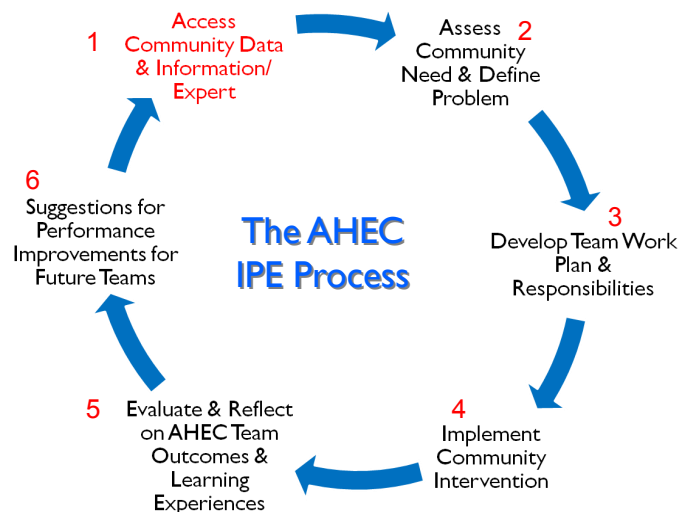 1
Access
Community Data
& Information/
Expert
2
Assess
Community
Need & Define
Problem
3
Develop Team Work
Plan &
Responsibilities
4
Implement
Community
Intervention
5
Evaluate & Reflect
on AHEC Team
Outcomes &
Learning
Experiences
6
Suggestions for
Performance
Improvements for
Future Teams
The AHEC
IPE Process